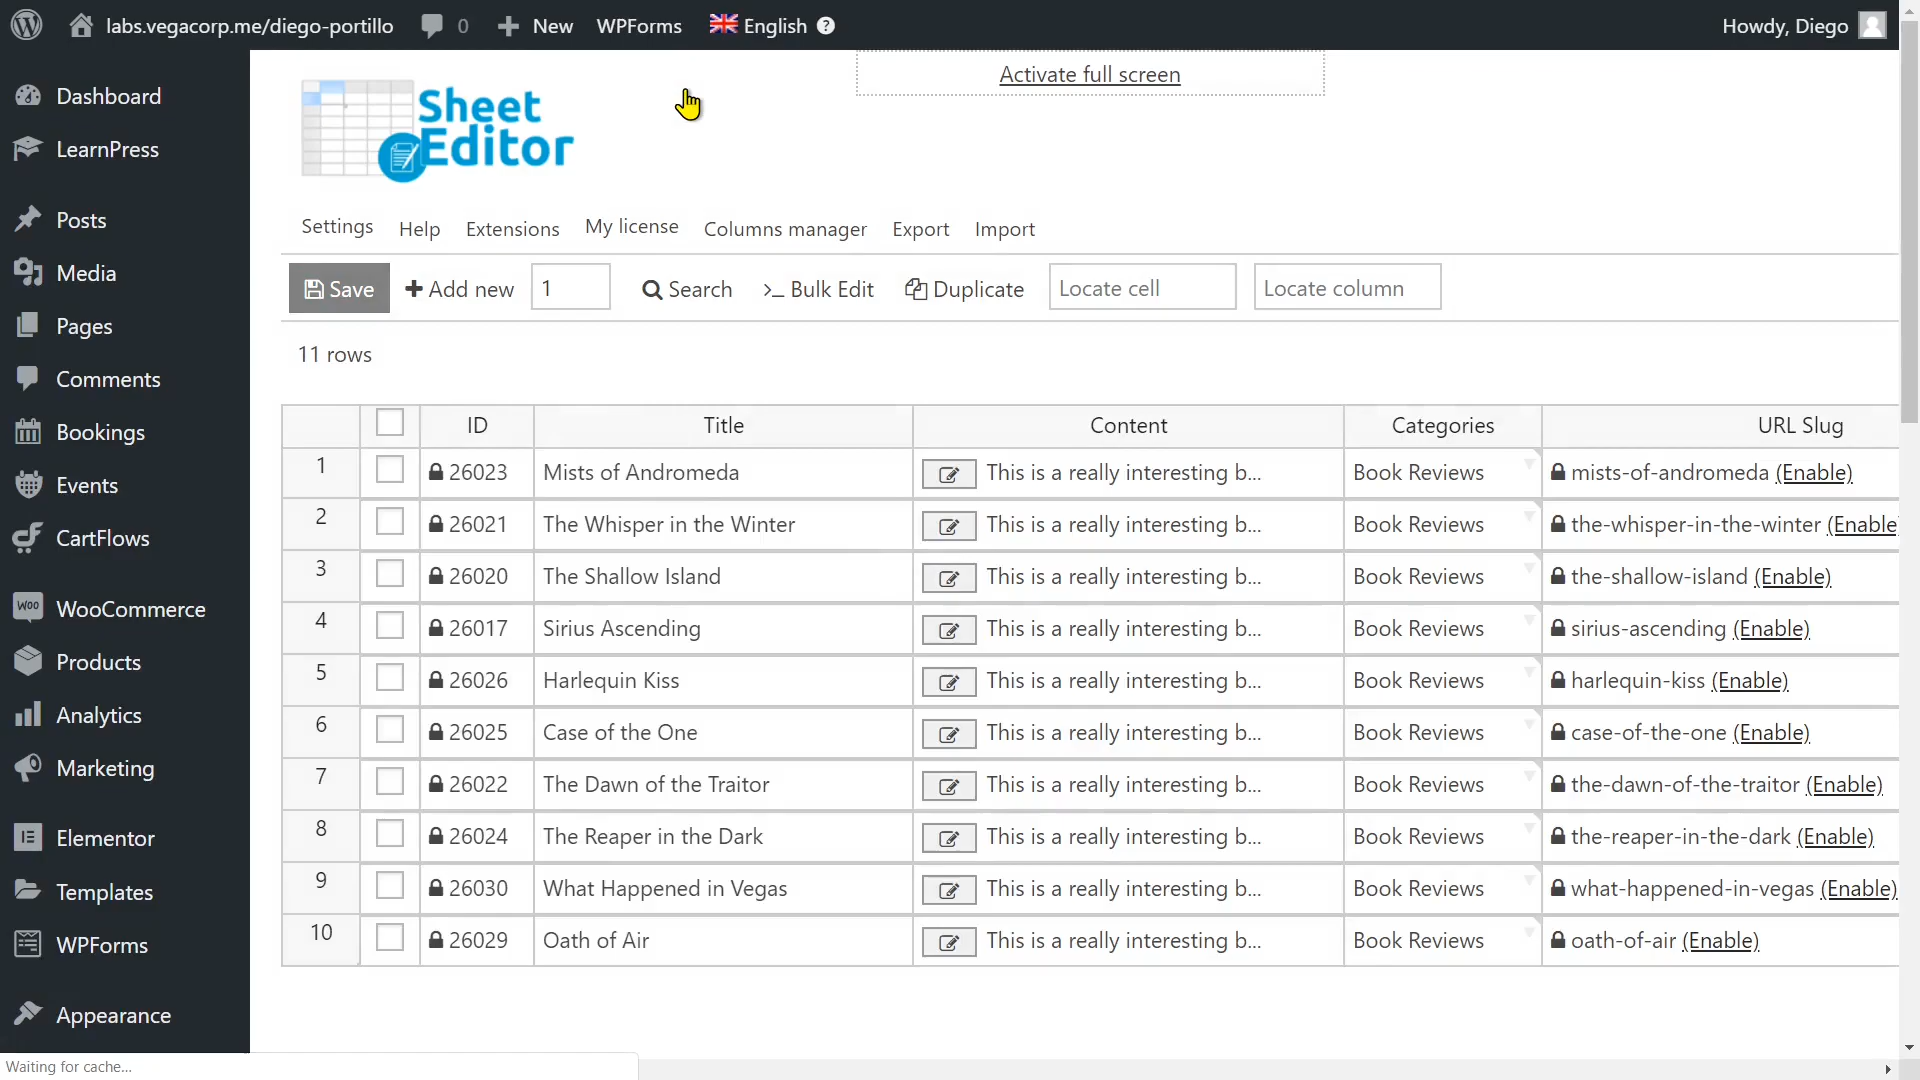 labs.vegacorp.me/diego-portillo 0 New WPForms English ? Howdy, Diego
Activate full screen
Sheet
Editor
Dashboard
LearnPress
Posts
Media
Pages
Comments
Bookings
Events
CartFlows
Woo WooCommerce
Products
Analytics
Marketing
Elementor
Templates
WPForms
Appearance
Settings Help Extensions My license Columns manager Export Import
Save Add new 1 Search >_ Bulk Edit Duplicate Locate cell Locate column
11 rows
ID Title Content Categories URL Slug
1 26023 Mists of Andromeda This is a really interesting b... Book Reviews mists-of-andromeda (Enable)
2 26021 The Whisper in the Winter This is a really interesting b... Book Reviews the-whisper-in-the-winter (Enable
3 26020 The Shallow Island This is a really interesting b... Book Reviews the-shallow-island (Enable)
4 26017 Sirius Ascending This is a really interesting b... Book Reviews sirius-ascending (Enable)
5 26026 Harlequin Kiss This is a really interesting b... Book Reviews harlequin-kiss (Enable)
6 26025 Case of the One This is a really interesting b... Book Reviews case-of-the-one (Enable)
7 26022 The Dawn of the Traitor This is a really interesting b... Book Reviews the-dawn-of-the-traitor (Enable)
8 26024 The Reaper in the Dark This is a really interesting b... Book Reviews the-reaper-in-the-dark (Enable)
9 26030 What Happened in Vegas This is a really interesting b... Book Reviews what-happened-in-vegas (Enable)
10 26029 Oath of Air This is a really interesting b... Book Reviews oath-of-air (Enable)
Waiting for cache...